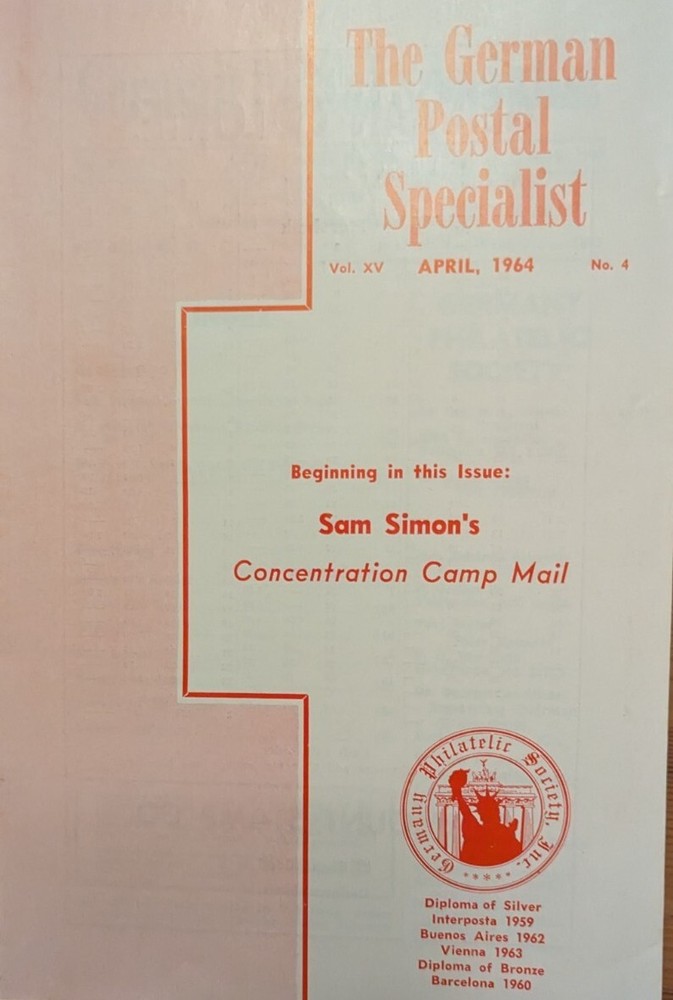 The German
Postal
Specialist
Vol. XV APRIL, 1964 No. 4
Beginning in this Issue:
Sam Simon's
Concentration Camp Mail
Germany Philatelic Society, Inc.
Diploma of Silver
Interposta 1959
Buenos Aires 1962
Vienna 1963
Diploma of Bronze
Barcelona 1960